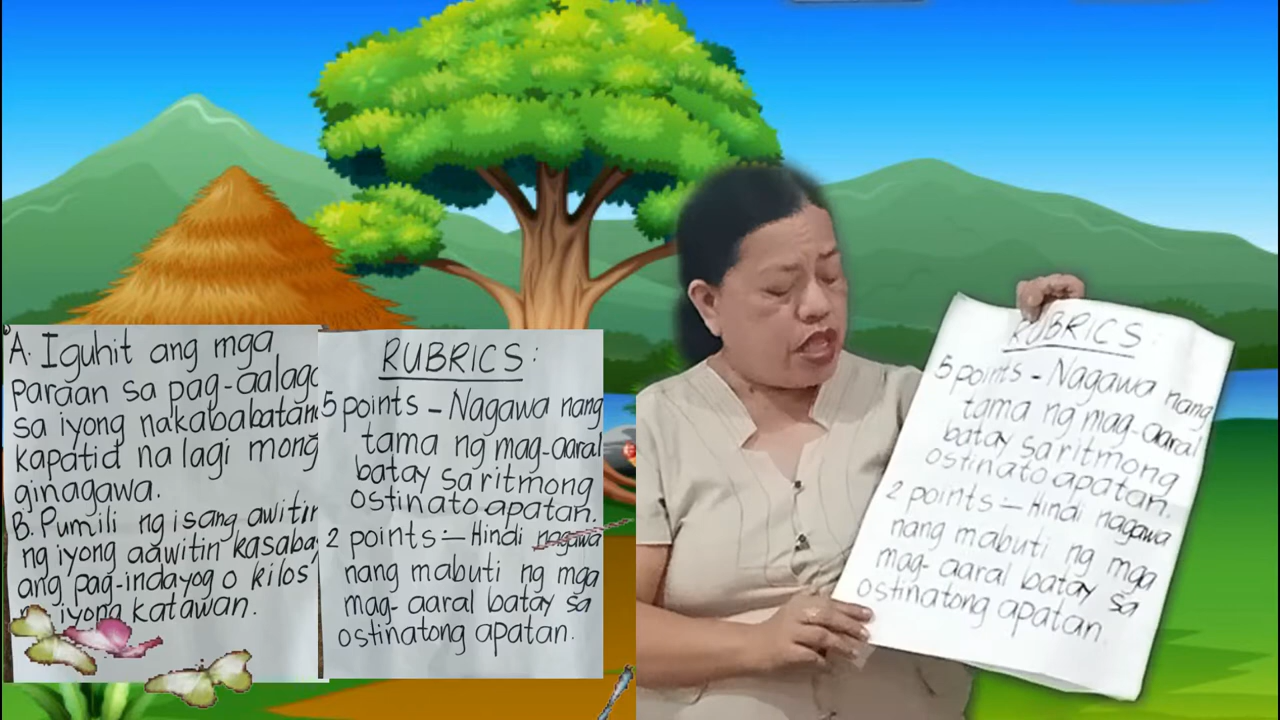 A. Iguhit ang mga
paraan sa pag-aalaga
sa iyong nakababatang
kapatid na lagi mong
ginagawa.
B. Pumili ng isang awitin
ng iyong aawitin kasabay
ang pag-indayog o kilos
iyong katawan.
RUBRICS:
5 points - Nagawa nang
tama ng mag-aaral
batay sa ritmong
ostinato apatan.
2 points - Hindi nagawa
nang mabuti ng mga
mag-aaral batay sa
ostinatong apatan.
RUBRICS:
5 points - Nagawa nang
tama ng mag-aaral
batay sa ritmong
ostinato apatan.
2 points - Hindi nagawa
nang mabuti ng mga
mag-aaral batay sa
ostinatong apatan.